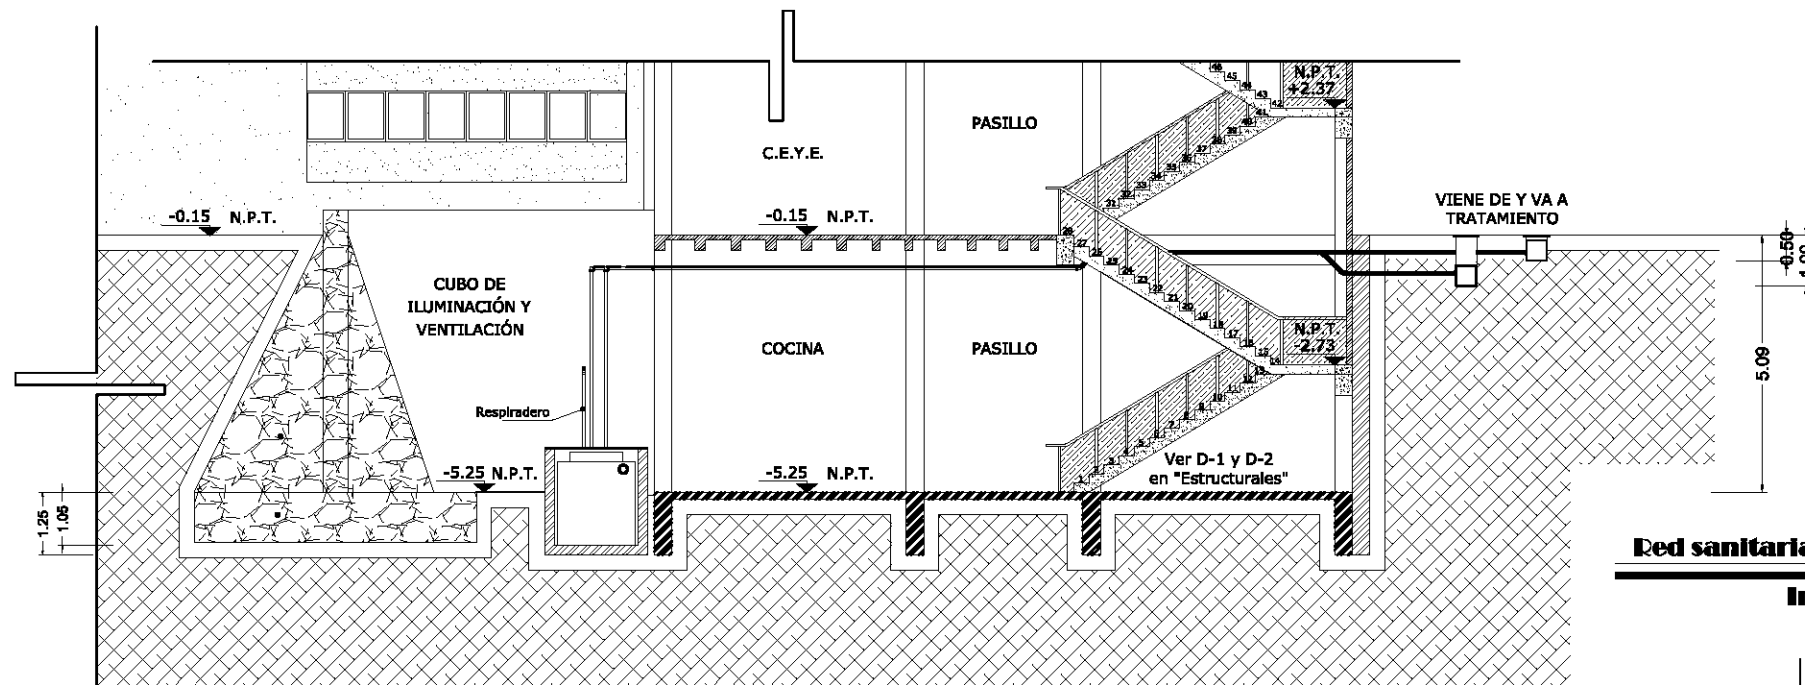 N.P.T.
+2.37
PASILLO
C.E.Y.E.
-0.15 N.P.T.
-0.15 N.P.T.
VIENE DE Y VA A
TRATAMIENTO
0.50
CUBO DE
ILUMINACIÓN Y
VENTILACIÓN
COCINA
PASILLO
N.P.T.
-2.73
5.09
Respiradero
-5.25 N.P.T.
-5.25 N.P.T.
Ver D-1 y D-2
en "Estructurales"
1.25
1.05
Red sanitaria